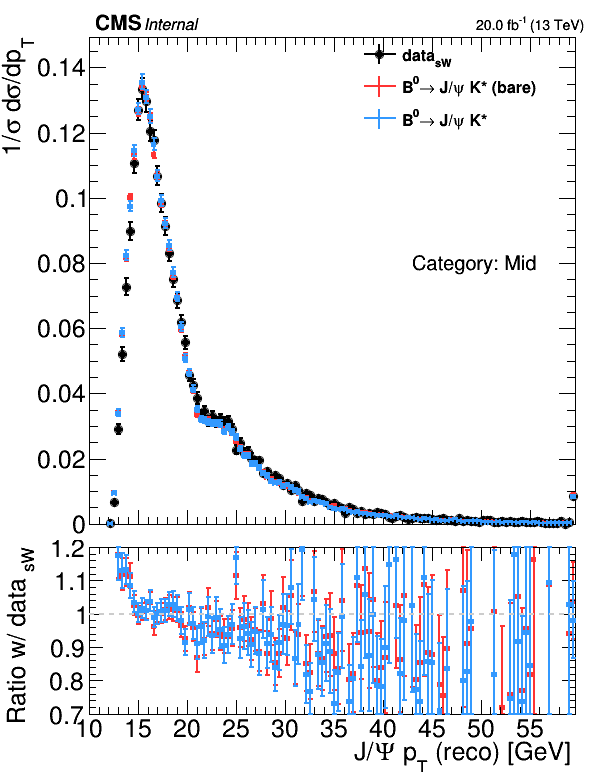 CMS Internal 20.0 fb⁻¹ (13 TeV)
1/σ dσ/dp_T
data_sW
B⁰→ J/ψ K* (bare)
B⁰→ J/ψ K*
Category: Mid
0.14
0.12
0.1
0.08
0.06
0.04
0.02
0
Ratio w/ data sW
1.2
1.1
1
0.9
0.8
0.7
10 15 20 25 30 35 40 45 50 55
J/Ψ p_T (reco) [GeV]